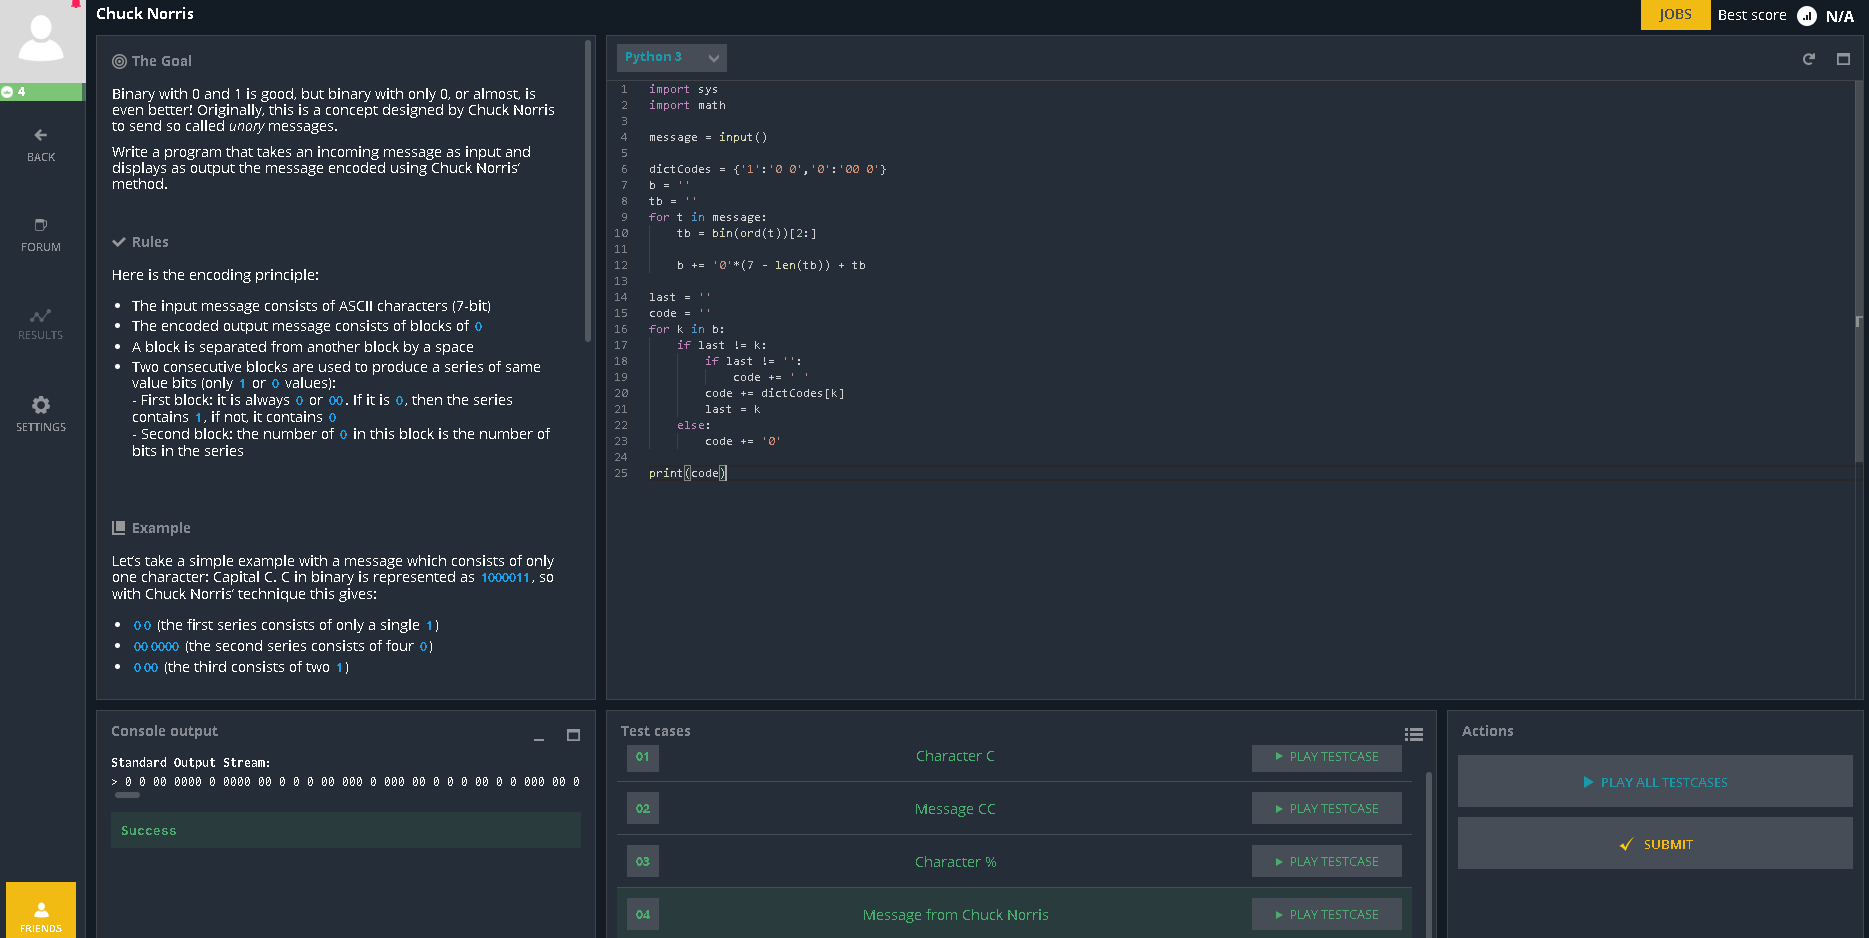 Chuck Norris
JOBS
Best score
N/A
4
BACK
FORUM
RESULTS
SETTINGS
FRIENDS
The Goal
Binary with 0 and 1 is good, but binary with only 0, or almost, is
even better! Originally, this is a concept designed by Chuck Norris
to send so called unary messages.
Write a program that takes an incoming message as input and
displays as output the message encoded using Chuck Norris'
method.
Rules
Here is the encoding principle:
• The input message consists of ASCII characters (7-bit)
• The encoded output message consists of blocks of 0
• A block is separated from another block by a space
• Two consecutive blocks are used to produce a series of same
value bits (only 1 or 0 values):
- First block: it is always 0 or 00. If it is 0, then the series
contains 1, if not, it contains 0
- Second block: the number of 0 in this block is the number of
bits in the series
Example
Let's take a simple example with a message which consists of only
one character: Capital C. C in binary is represented as 1000011, so
with Chuck Norris' technique this gives:
• 0 0 (the first series consists of only a single 1)
• 00 0000 (the second series consists of four 0)
• 0 00 (the third consists of two 1)
Python 3
1 import sys
2 import math
3
4 message = input()
5
6 dictCodes = {'1':'0 0','0':'00 0'}
7 b = ''
8 tb = ''
9 for t in message:
10 tb = bin(ord(t))[2:]
11
12 b += '0'*(7 - len(tb)) + tb
13
14 last = ''
15 code = ''
16 for k in b:
17 if last != k:
18 if last != '':
19 code += ' '
20 code += dictCodes[k]
21 last = k
22 else:
23 code += '0'
24
25 print(code)
Console output
Standard Output Stream:
> 0 0 00 0000 0 0000 00 0 0 0 00 000 0 000 00 0 0 0 00 0 0 0 000 00 0
Success
Test cases
01 Character C PLAY TESTCASE
02 Message CC PLAY TESTCASE
03 Character % PLAY TESTCASE
04 Message from Chuck Norris PLAY TESTCASE
Actions
PLAY ALL TESTCASES
SUBMIT